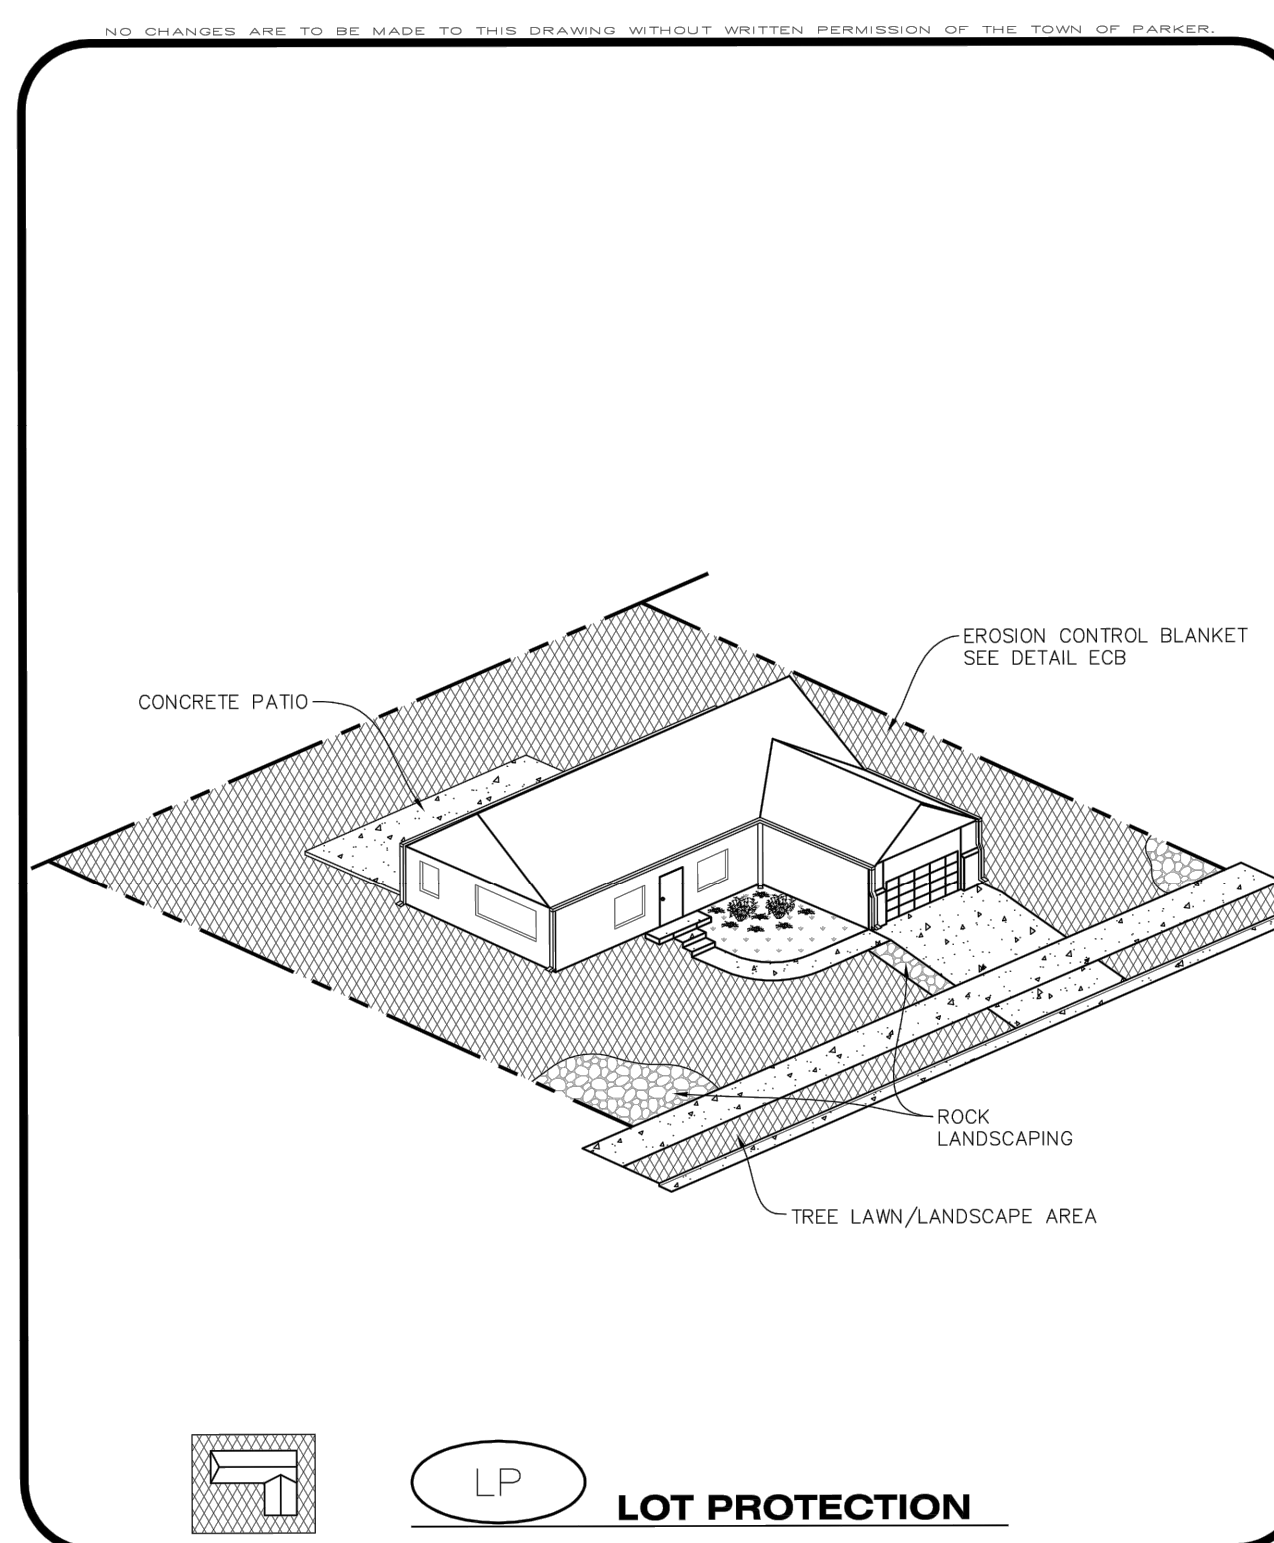 NO CHANGES ARE TO BE MADE TO THIS DRAWING WITHOUT WRITTEN PERMISSION OF THE TOWN OF PARKER.
EROSION CONTROL BLANKET
SEE DETAIL ECB
CONCRETE PATIO
ROCK
LANDSCAPING
TREE LAWN/LANDSCAPE AREA
LP
LOT PROTECTION